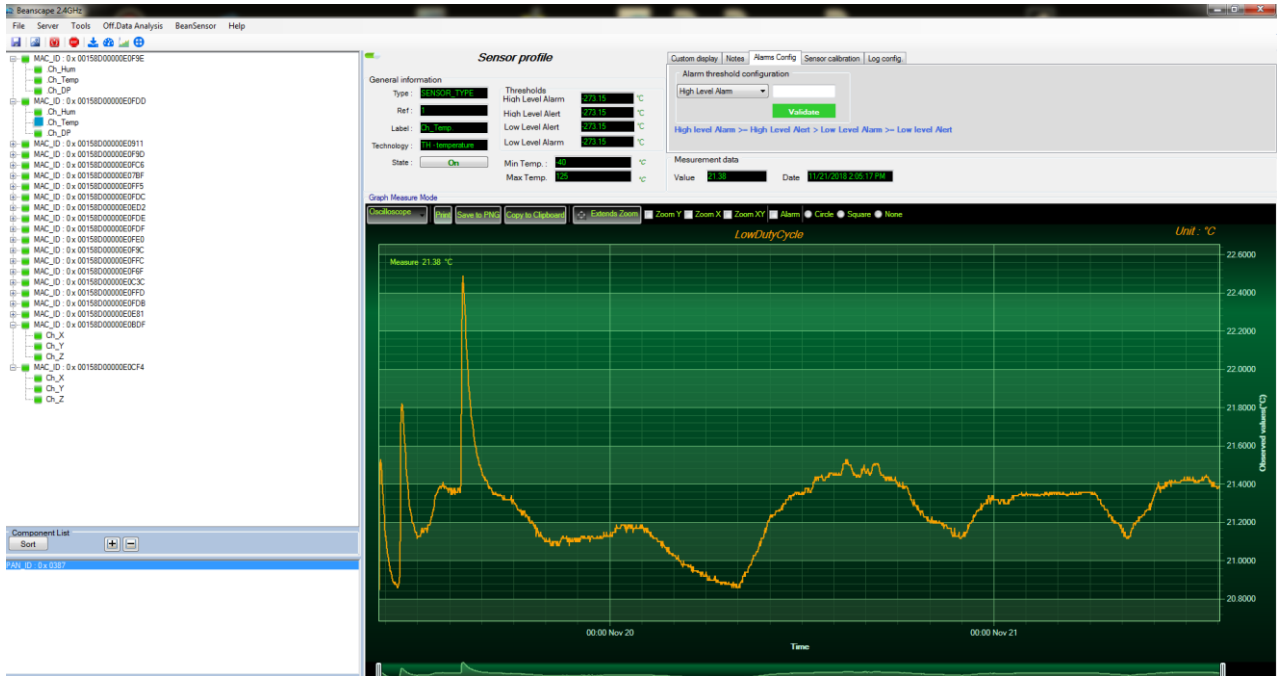 Beanscape 2.4GHz
File Server Tools Off.Data Analysis BeanSensor Help
MAC_ID : 0 x 00158D00000E0F9E
Ch_Hum
Ch_Temp
Ch_DP
MAC_ID : 0 x 00158D00000E0FDD
Ch_Hum
Ch_Temp
Ch_DP
MAC_ID : 0 x 00158D00000E0911
MAC_ID : 0 x 00158D00000E0F9D
MAC_ID : 0 x 00158D00000E0FC6
MAC_ID : 0 x 00158D00000E07BF
MAC_ID : 0 x 00158D00000E0FF5
MAC_ID : 0 x 00158D00000E0FDC
MAC_ID : 0 x 00158D00000E0ED2
MAC_ID : 0 x 00158D00000E0FDE
MAC_ID : 0 x 00158D00000E0FDF
MAC_ID : 0 x 00158D00000E0FE0
MAC_ID : 0 x 00158D00000E0F9C
MAC_ID : 0 x 00158D00000E0FFC
MAC_ID : 0 x 00158D00000E0F6F
MAC_ID : 0 x 00158D00000E0C3C
MAC_ID : 0 x 00158D00000E0FFD
MAC_ID : 0 x 00158D00000E0FDB
MAC_ID : 0 x 00158D00000E0E81
MAC_ID : 0 x 00158D00000E0BDF
Ch_X
Ch_Y
Ch_Z
MAC_ID : 0 x 00158D00000E0CF4
Ch_X
Ch_Y
Ch_Z
Component List
Sort
PAN_ID : 0 x 0387
Sensor profile
General information
Type : SENSOR_TYPE
Ref : 1
Label : Ch_Temp
Technology : TH - temperature
State : On
Thresholds
High Level Alarm -273.15 °C
High Level Alert -273.15 °C
Low Level Alert -273.15 °C
Low Level Alarm -273.15 °C
Min Temp. : -40 °C
Max Temp. 125 °C
Custom display Notes Alarms Config Sensor calibration Log config.
Alarm threshold configuration
High Level Alarm
Validate
High level Alarm >= High Level Alert > Low Level Alarm >= Low level Alert
Mesurement data
Value 21.38 Date 11/21/2018 2:05:17 PM
Graph Measure Mode
Oscilloscope Print Save to PNG Copy to Clipboard Extends Zoom Zoom Y Zoom X Zoom XY Alarm Circle Square None
LowDutyCycle
Unit : °C
Measure 21.38 °C
22.6000
22.4000
22.2000
22.0000
21.8000
21.6000
21.4000
21.2000
21.0000
20.8000
Observed values(°C)
00:00 Nov 20
00:00 Nov 21
Time